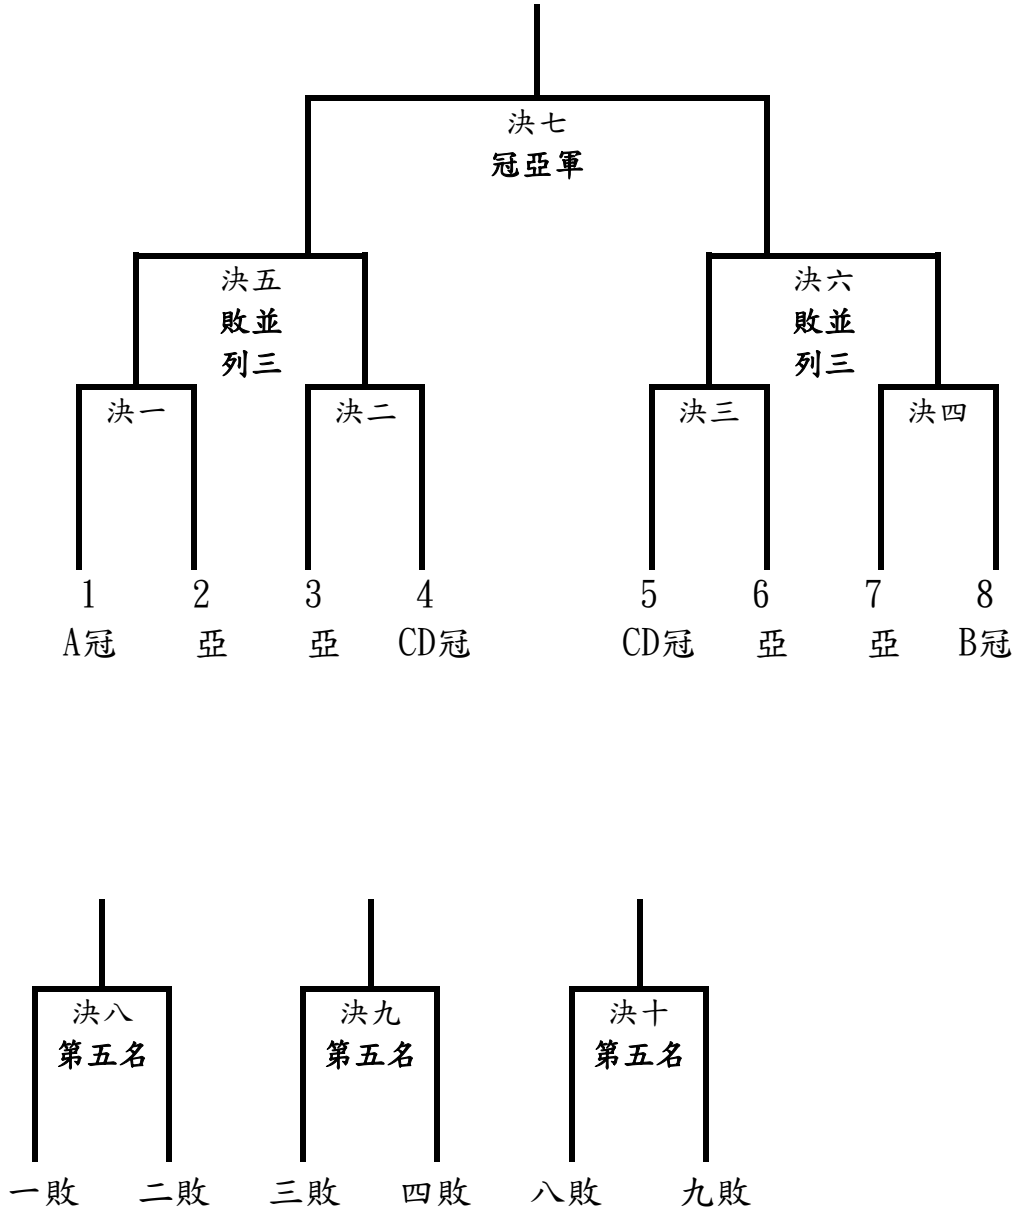 決七
冠亞軍
決五
敗並
列三
決六
敗並
列三
決一
決二
決三
決四
1 2 3 4 5 6 7 8
A冠 亞 亞 CD冠 CD冠 亞 亞 B冠
決八
第五名
決九
第五名
決十
第五名
一敗 二敗 三敗 四敗 八敗 九敗